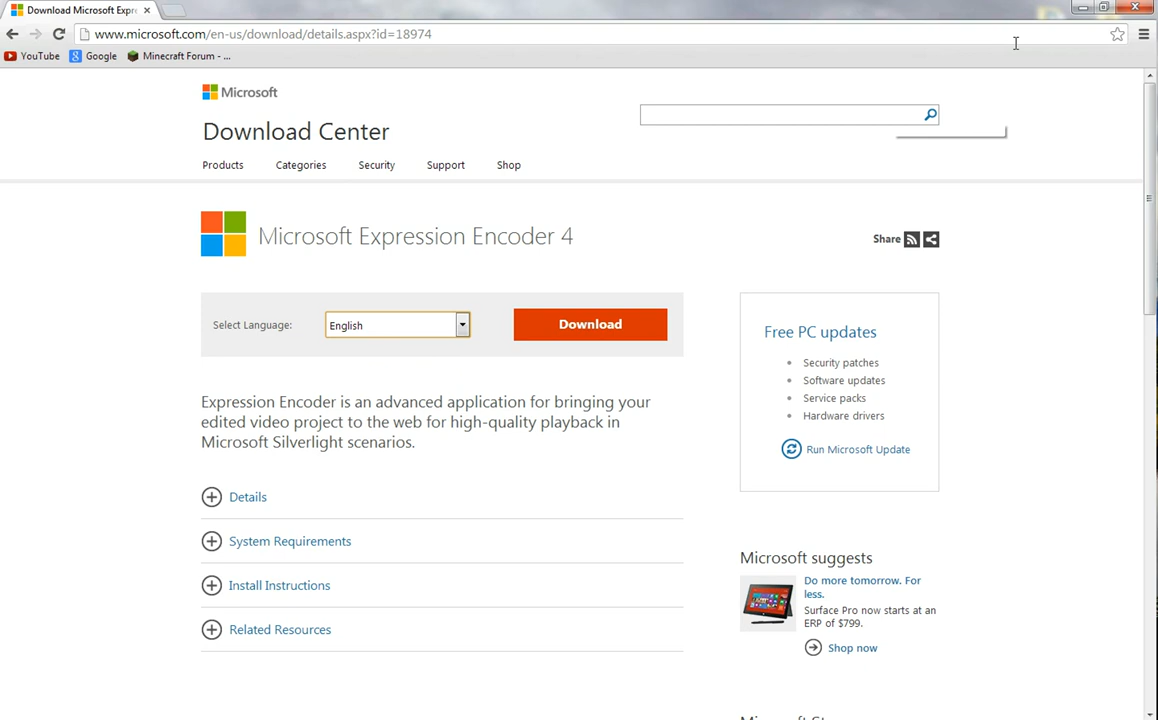 Download Microsoft Expre
www.microsoft.com/en-us/download/details.aspx?id=18974
YouTube Google Minecraft Forum - ...
Microsoft
Download Center
Products Categories Security Support Shop
Microsoft Expression Encoder 4
Share
Select Language: English Download
Expression Encoder is an advanced application for bringing your
edited video project to the web for high-quality playback in
Microsoft Silverlight scenarios.
Details
System Requirements
Install Instructions
Related Resources
Free PC updates
Security patches
Software updates
Service packs
Hardware drivers
Run Microsoft Update
Microsoft suggests
Do more tomorrow. For
less.
Surface Pro now starts at an
ERP of $799.
Shop now